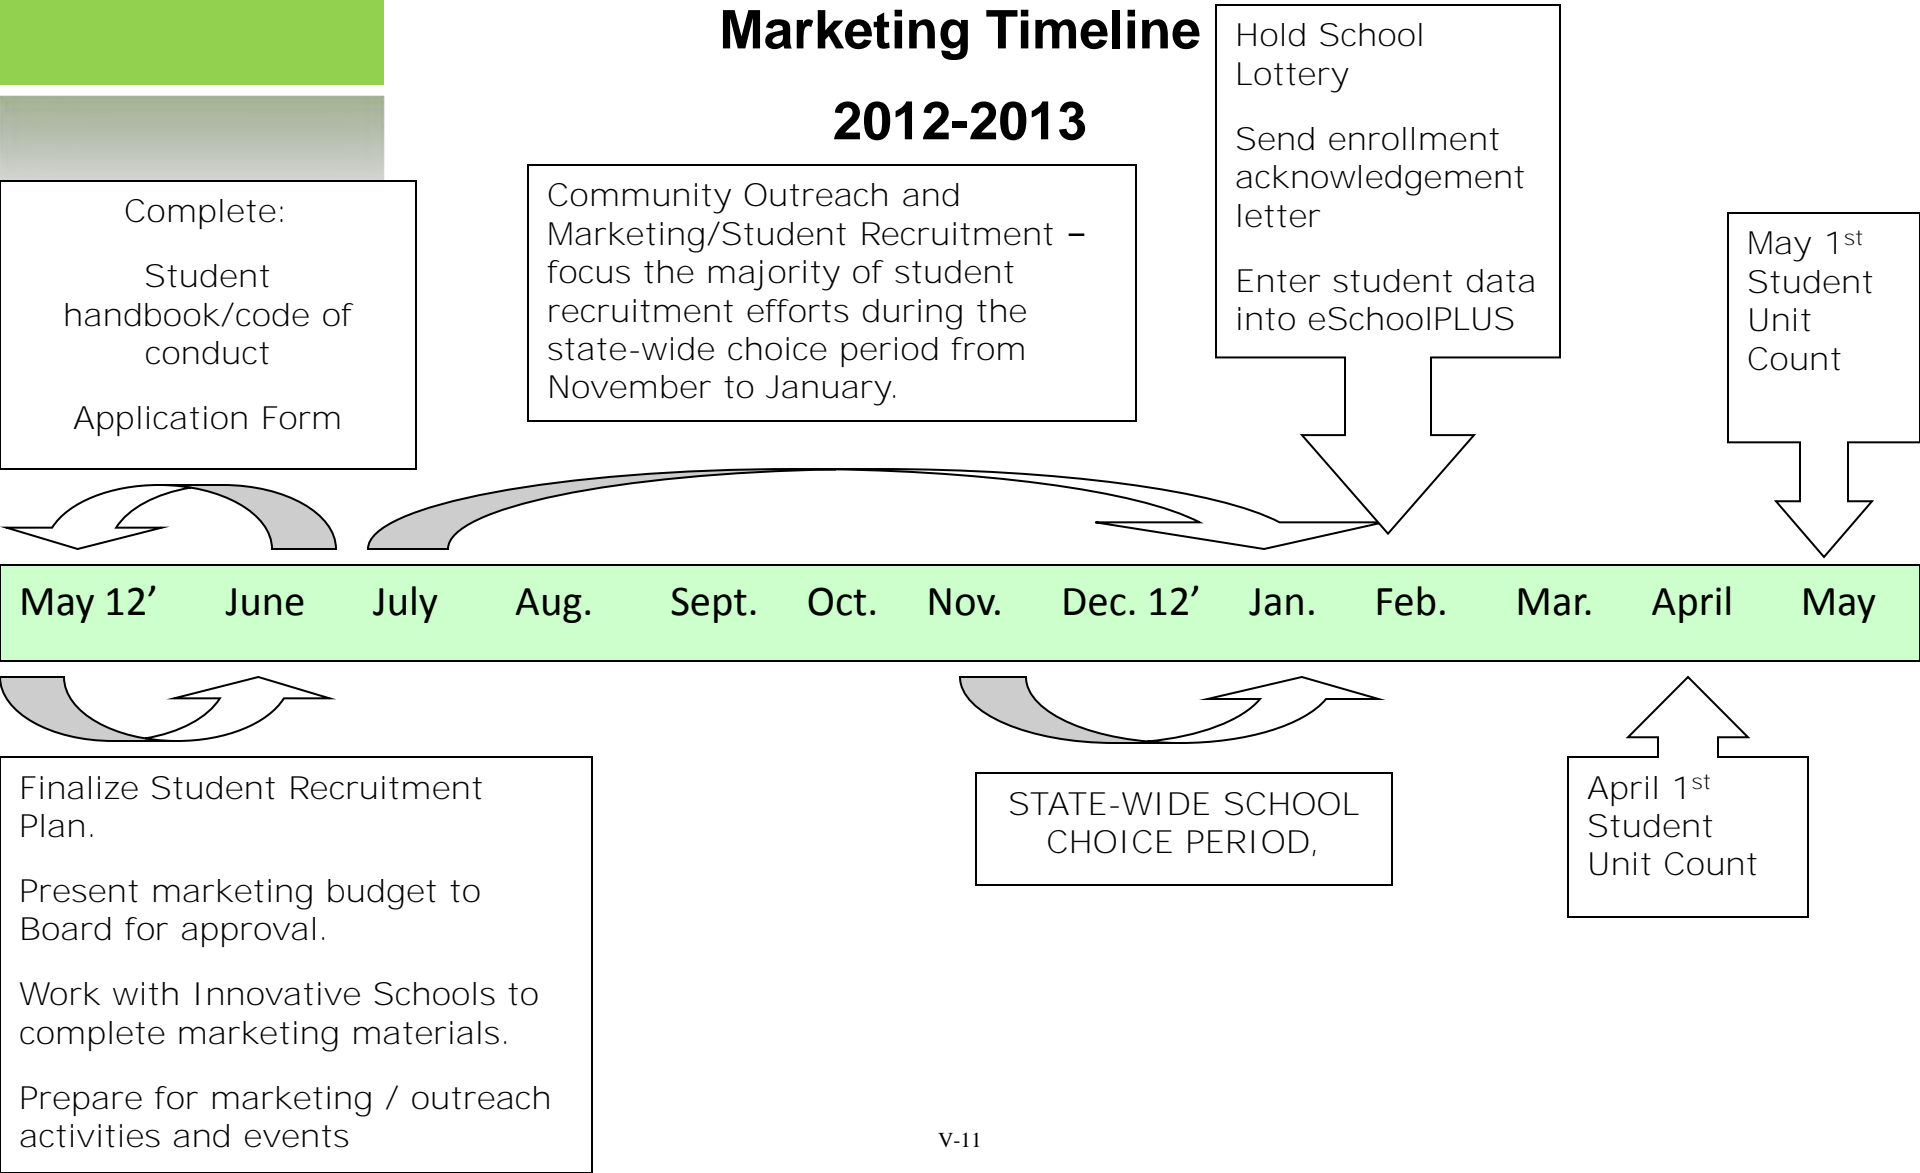 Marketing Timeline
2012-2013
Complete:
Student
handbook/code of
conduct
Application Form
Community Outreach and
Marketing/Student Recruitment –
focus the majority of student
recruitment efforts during the
state-wide choice period from
November to January.
Hold School
Lottery
Send enrollment
acknowledgement
letter
Enter student data
into eSchoolPLUS
May 1st
Student
Unit
Count
May 12’ June July Aug. Sept. Oct. Nov. Dec. 12’ Jan. Feb. Mar. April May
Finalize Student Recruitment
Plan.
Present marketing budget to
Board for approval.
Work with Innovative Schools to
complete marketing materials.
Prepare for marketing / outreach
activities and events
STATE-WIDE SCHOOL
CHOICE PERIOD,
April 1st
Student
Unit Count
V-11